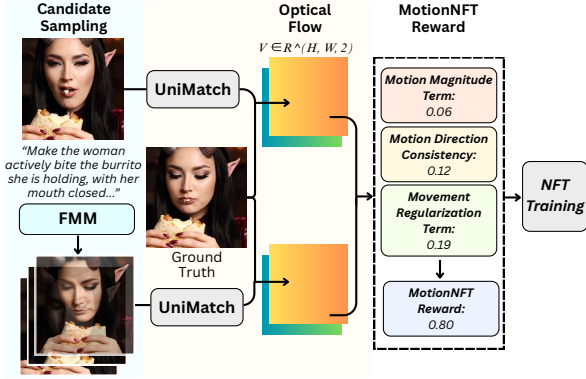 Candidate
Sampling
Optical
Flow
MotionNFT
Reward
V ∈ R^(H, W, 2)
UniMatch
"Make the woman
actively bite the burrito
she is holding, with her
mouth closed..."
FMM
Ground
Truth
UniMatch
Motion Magnitude
Term:
0.06
Motion Direction
Consistency:
0.12
Movement
Regularization
Term:
0.19
MotionNFT
Reward:
0.80
NFT
Training